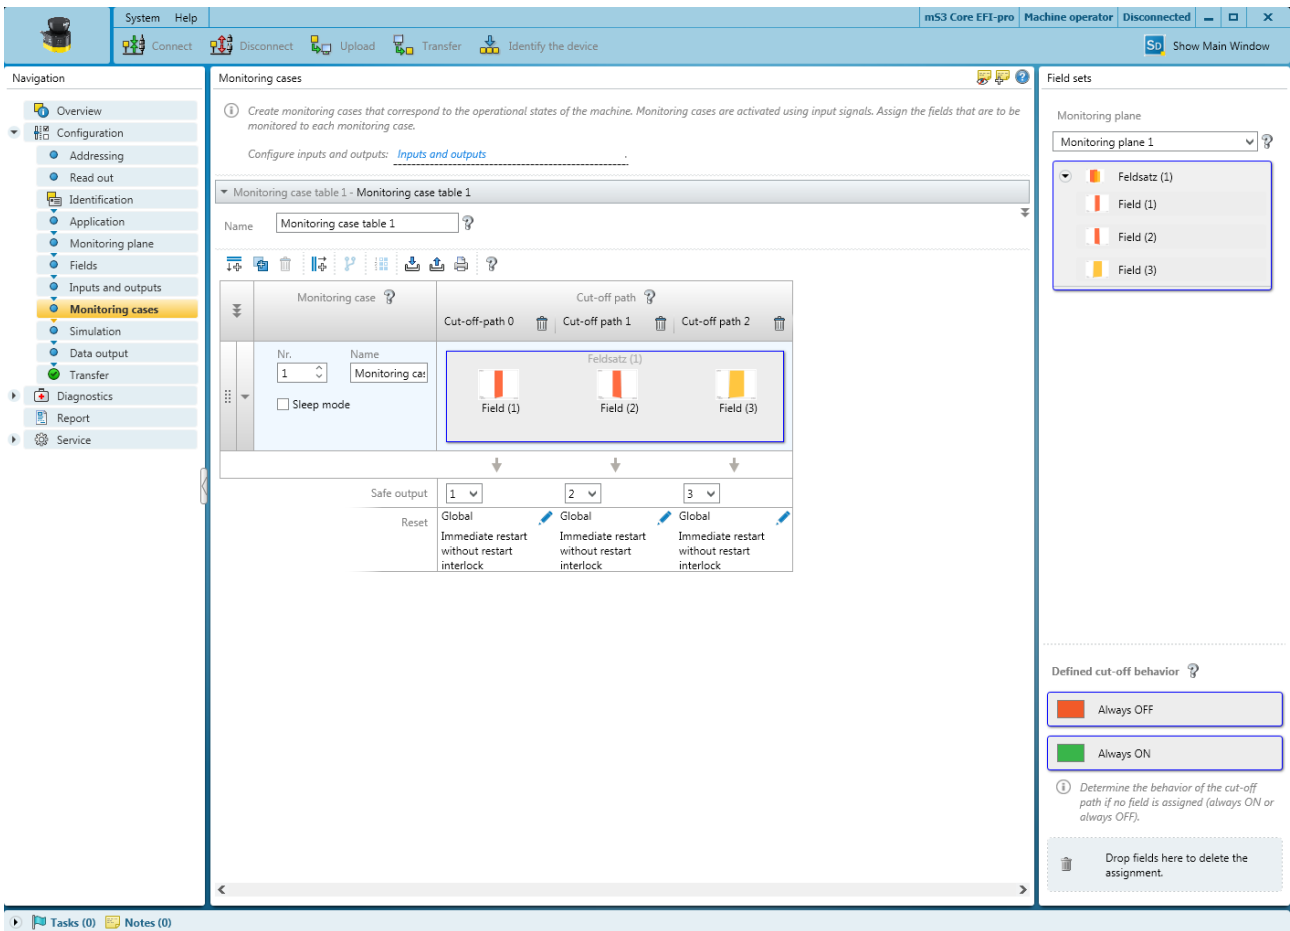 System Help
mS3 Core EFI-pro Machine operator Disconnected
Connect Disconnect Upload Transfer Identify the device
SD Show Main Window
Navigation
Overview
Configuration
Addressing
Read out
Identification
Application
Monitoring plane
Fields
Inputs and outputs
Monitoring cases
Simulation
Data output
Transfer
Diagnostics
Report
Service
Monitoring cases
Create monitoring cases that correspond to the operational states of the machine. Monitoring cases are activated using input signals. Assign the fields that are to be
monitored to each monitoring case.
Configure inputs and outputs: Inputs and outputs .
Monitoring case table 1 - Monitoring case table 1
Name Monitoring case table 1
Monitoring case Cut-off path
Cut-off-path 0 Cut-off path 1 Cut-off path 2
Nr. Name
1 Monitoring cas
Sleep mode
Feldsatz (1)
Field (1) Field (2) Field (3)
Safe output 1 2 3
Reset
Global
Immediate restart
without restart
interlock
Global
Immediate restart
without restart
interlock
Global
Immediate restart
without restart
interlock
Field sets
Monitoring plane
Monitoring plane 1
Feldsatz (1)
Field (1)
Field (2)
Field (3)
Defined cut-off behavior
Always OFF
Always ON
Determine the behavior of the cut-off
path if no field is assigned (always ON or
always OFF).
Drop fields here to delete the
assignment.
Tasks (0) Notes (0)